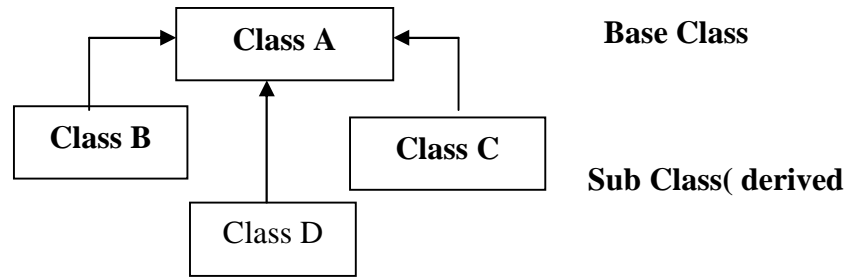 Class A
Base Class
Class B
Class C
Sub Class( derived
Class D